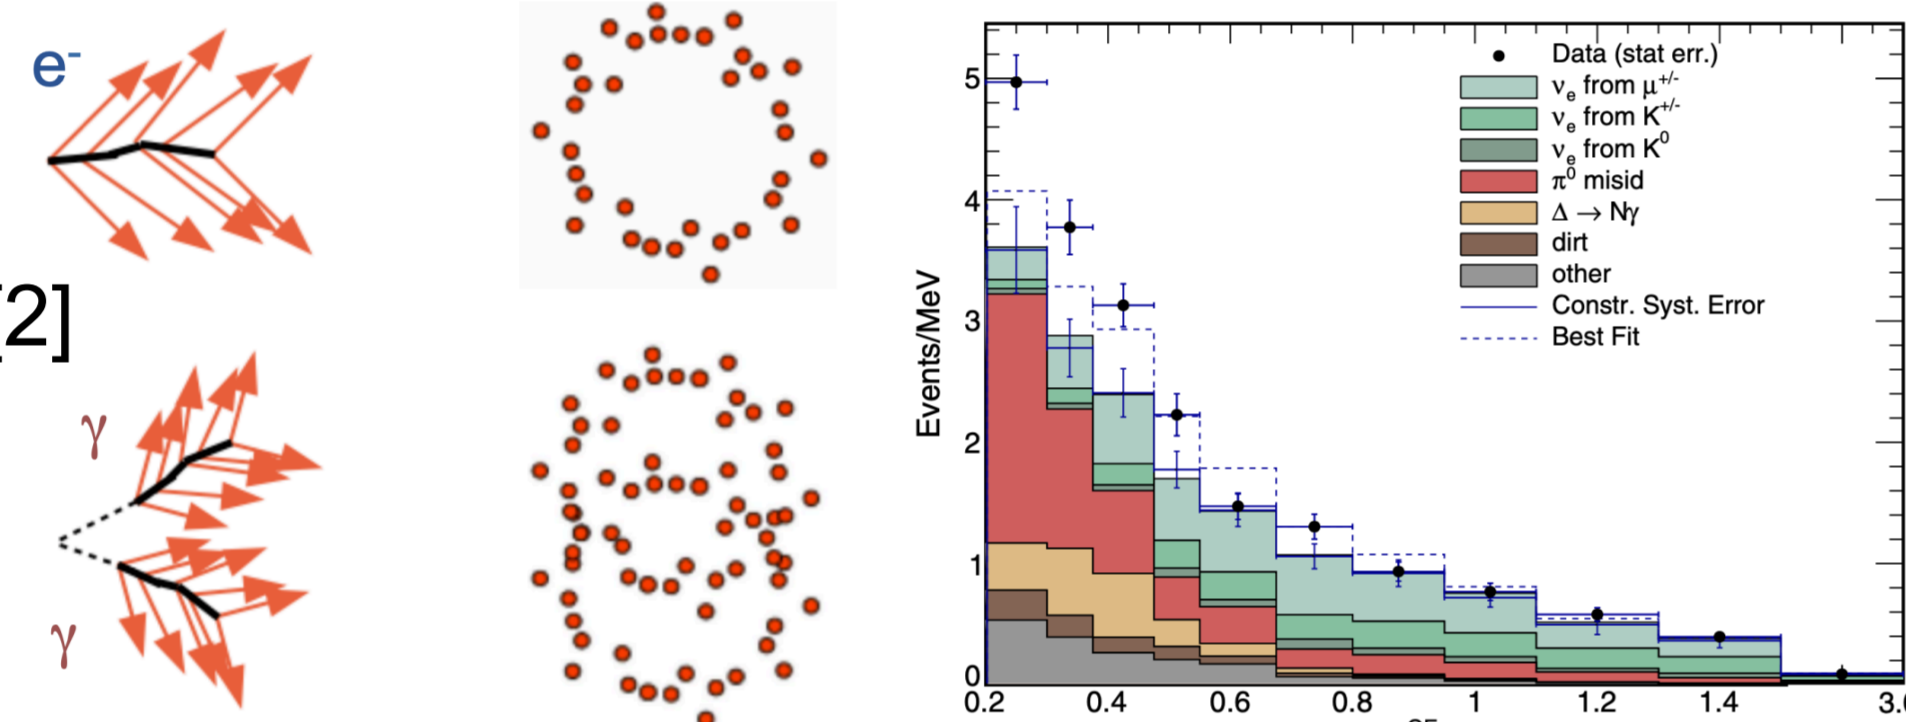 e-
[2]
γ
γ
Events/MeV
5
4
3
2
1
0
Data (stat err.)
νe from μ+/-
νe from K+/-
νe from K0
π0 misid
Δ → Nγ
dirt
other
Constr. Syst. Error
Best Fit
0.2 0.4 0.6 0.8 1 1.2 1.4 3.0